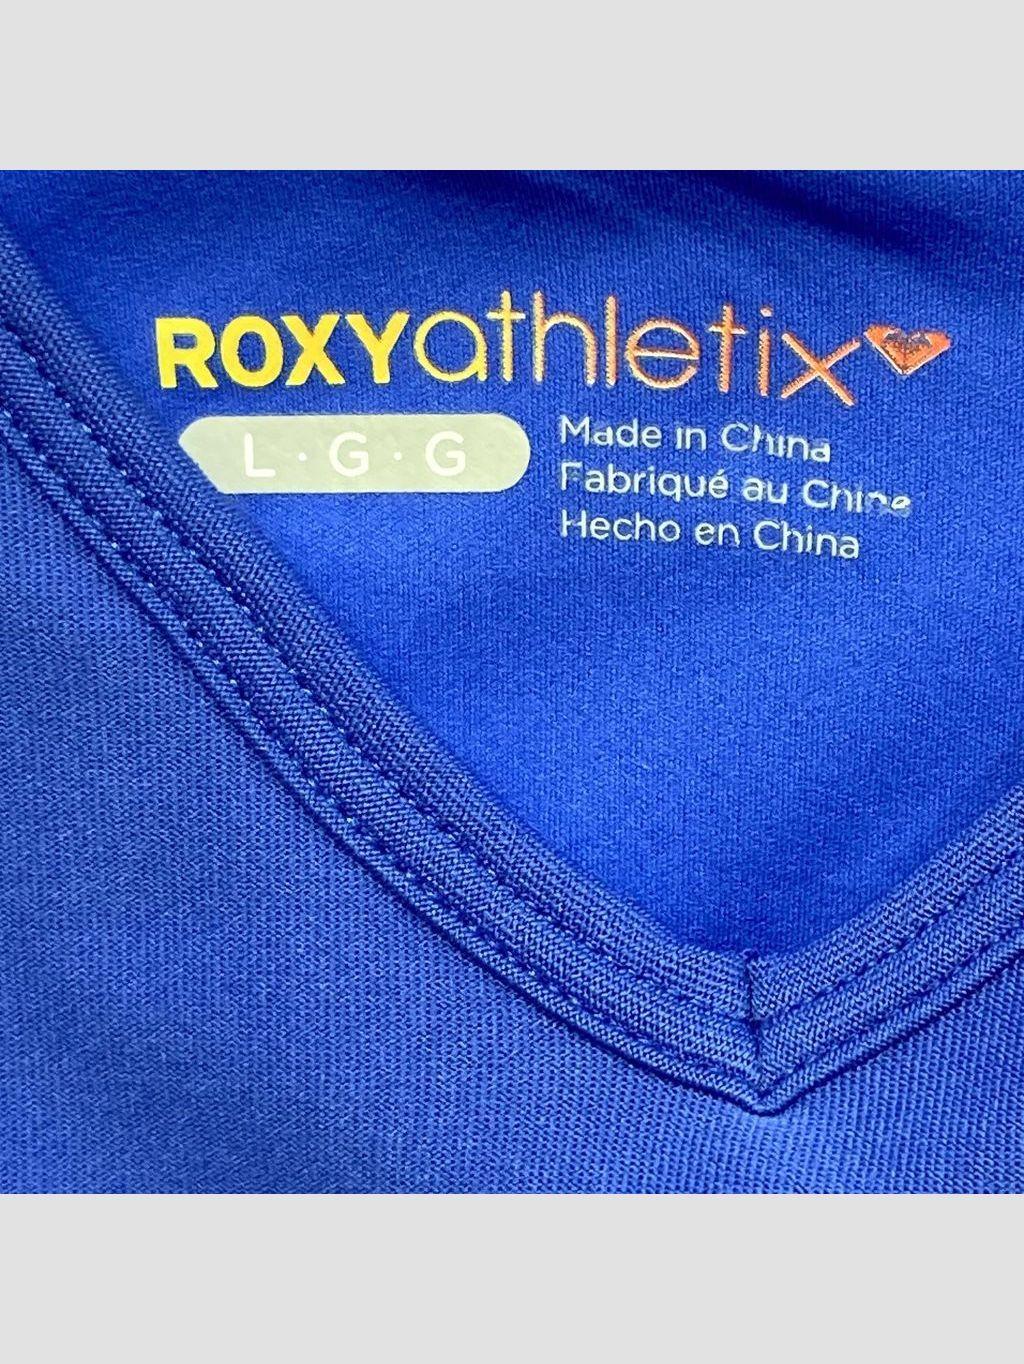 ROXYathletix
L · G · G
Made in China
Fabriqué au Chine
Hecho en China